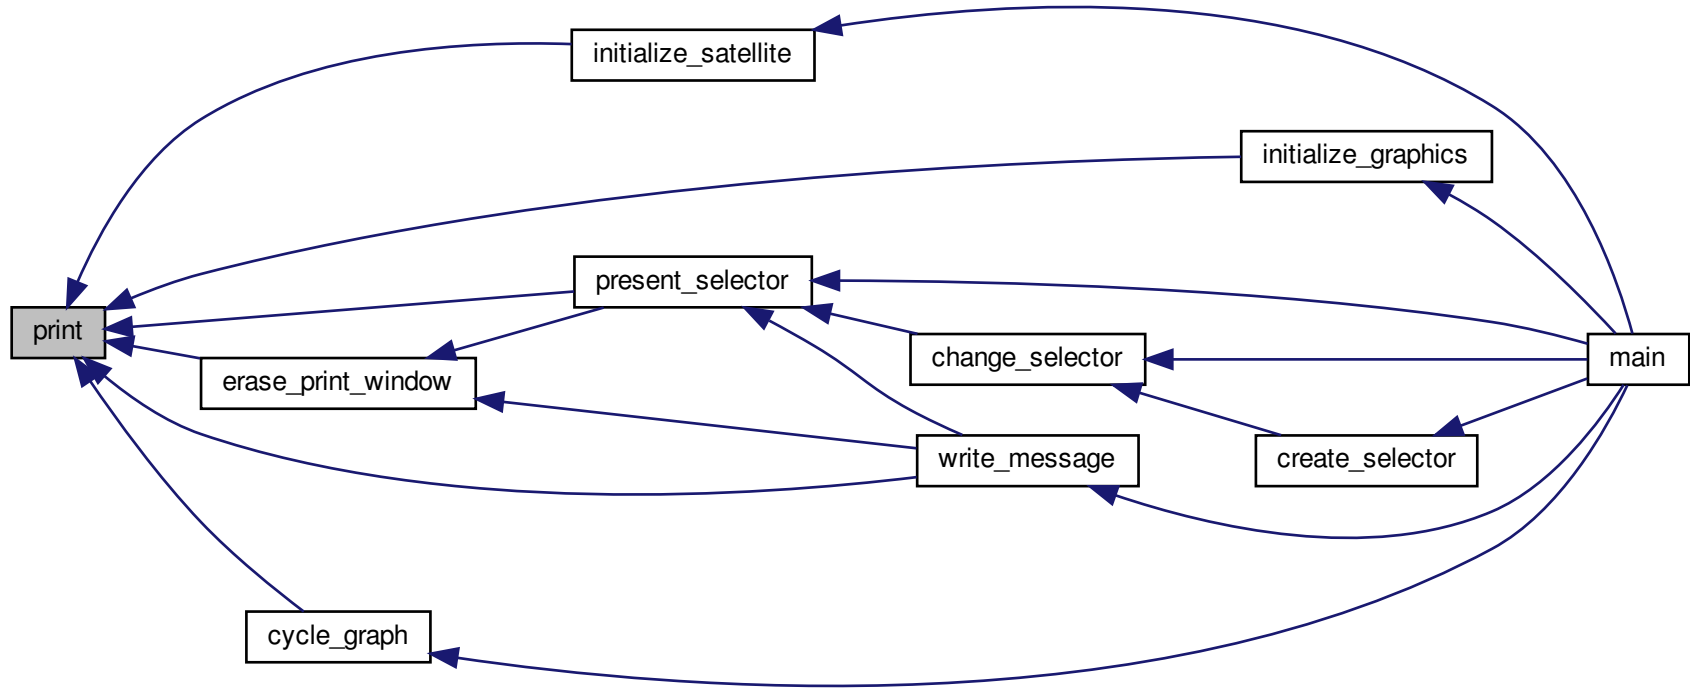 initialize_satellite
initialize_graphics
present_selector
print
change_selector
main
erase_print_window
write_message
create_selector
cycle_graph